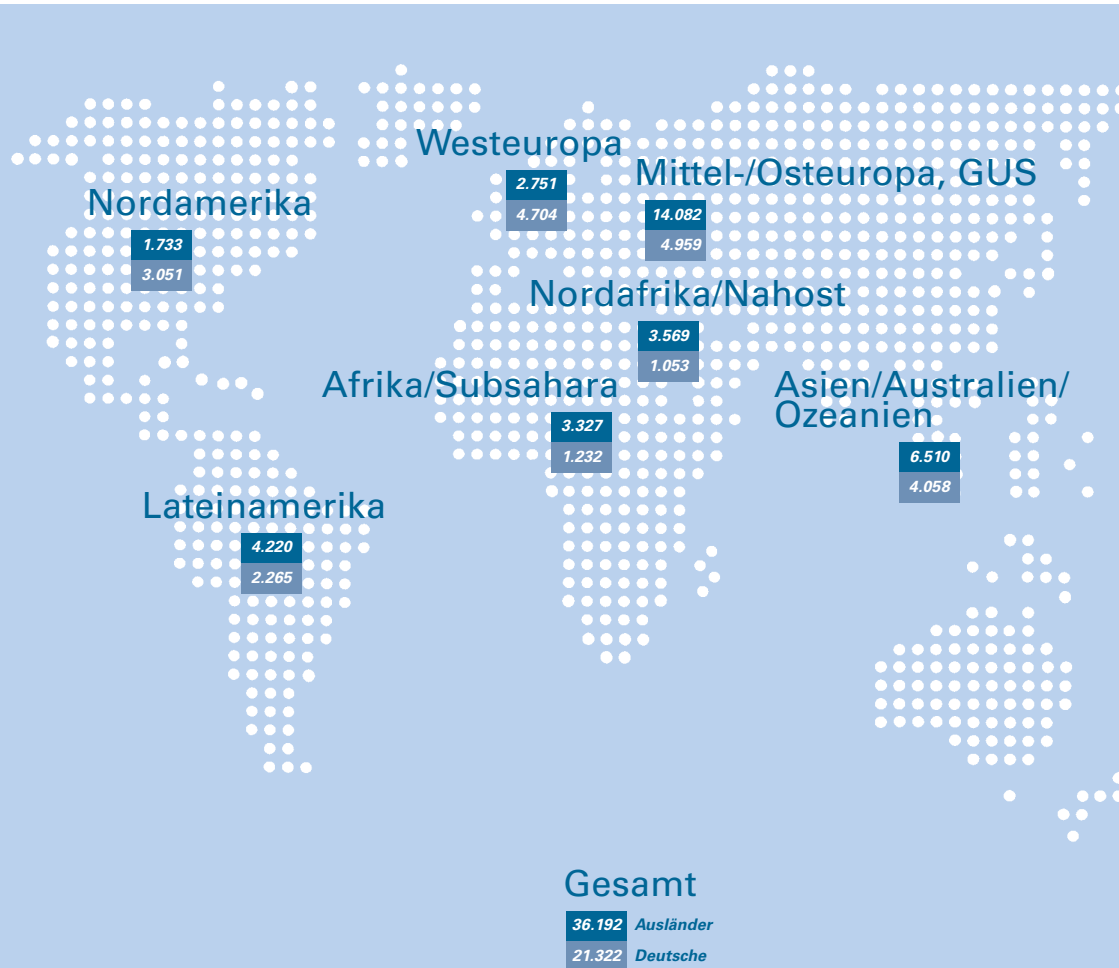 Westeuropa
2.751
4.704
Mittel-/Osteuropa, GUS
14.082
4.959
Nordamerika
1.733
3.051
Nordafrika/Nahost
3.569
1.053
Afrika/Subsahara
3.327
1.232
Asien/Australien/
Ozeanien
6.510
4.058
Lateinamerika
4.220
2.265
Gesamt
36.192 Ausländer
21.322 Deutsche